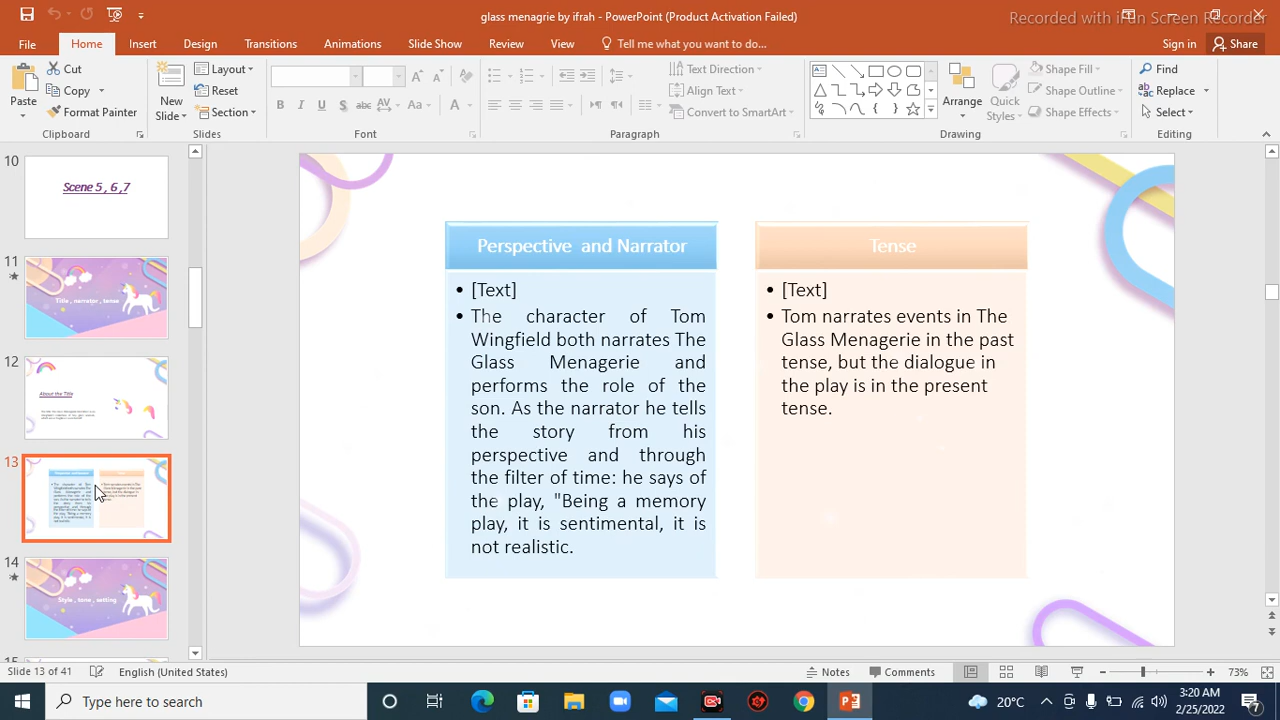 glass menagrie by ifrah - PowerPoint (Product Activation Failed)
Recorded with iFun Screen Recorder
File Home Insert Design Transitions Animations Slide Show Review View Tell me what you want to do... Sign in Share
Paste Cut Copy Format Painter Clipboard
New Slide Layout Reset Section Slides
B I U S abc AV Aa A Font
Text Direction Align Text Convert to SmartArt Paragraph
Arrange Quick Styles Shape Fill Shape Outline Shape Effects Drawing
Find Replace Select Editing
10
Scene 5 , 6 ,7
11
Title , narrator , tense
12
About the Title
13
14
Style , tone , setting
Perspective and Narrator
• [Text]
• The character of Tom
Wingfield both narrates The
Glass Menagerie and
performs the role of the
son. As the narrator he tells
the story from his
perspective and through
the filter of time: he says of
the play, "Being a memory
play, it is sentimental, it is
not realistic.
Tense
• [Text]
• Tom narrates events in The
Glass Menagerie in the past
tense, but the dialogue in
the play is in the present
tense.
Slide 13 of 41 English (United States) Notes Comments 73%
Type here to search 20°C 3:20 AM
2/25/2022 7